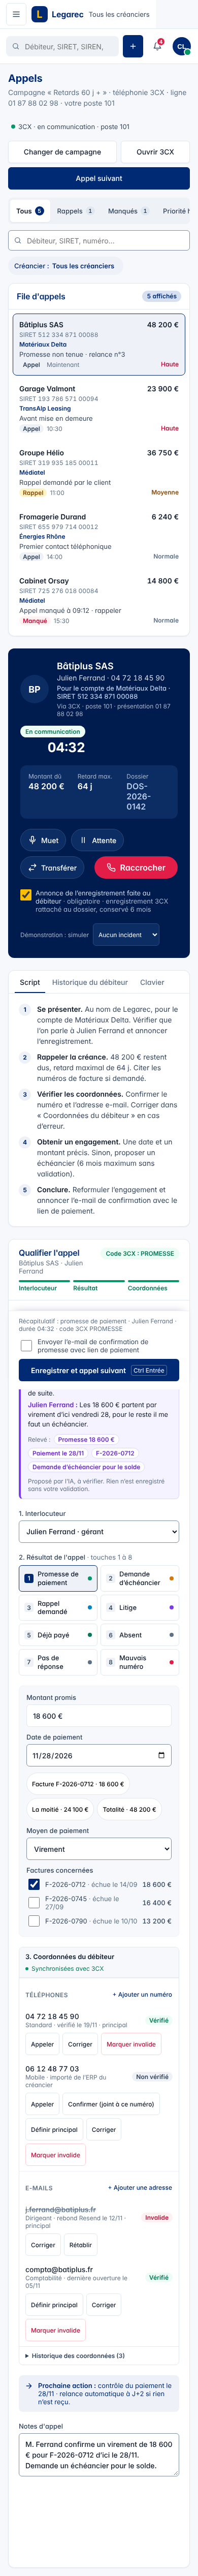 L Legarec Tous les créanciers
Débiteur, SIRET, SIREN,
4
CL
Appels
Campagne « Retards 60 j + » · téléphonie 3CX · ligne
01 87 88 02 98 · votre poste 101
3CX · en communication · poste 101
Changer de campagne
Ouvrir 3CX
Appel suivant
Tous 5
Rappels 1
Manqués 1
Priorité h
Débiteur, SIRET, numéro...
Créancier : Tous les créanciers
File d'appels
5 affichés
Bâtiplus SAS 48 200 €
SIRET 512 334 871 00088
Matériaux Delta
Promesse non tenue · relance n°3
Appel Maintenant Haute
Garage Valmont 23 900 €
SIRET 193 786 571 00094
TransAlp Leasing
Avant mise en demeure
Appel 10:30 Haute
Groupe Hélio 36 750 €
SIRET 319 935 185 00011
Médiatel
Rappel demandé par le client
Rappel 11:00 Moyenne
Fromagerie Durand 6 240 €
SIRET 655 979 714 00012
Énergies Rhône
Premier contact téléphonique
Appel 14:00 Normale
Cabinet Orsay 14 800 €
SIRET 725 276 018 00084
Médiatel
Appel manqué à 09:12 · rappeler
Manqué 15:30 Normale
BP
Bâtiplus SAS
Julien Ferrand · 04 72 18 45 90
Pour le compte de Matériaux Delta ·
SIRET 512 334 871 00088
Via 3CX · poste 101 · présentation 01 87
88 02 98
En communication
04:32
Montant dû
48 200 €
Retard max.
64 j
Dossier
DOS-
2026-
0142
Muet
Attente
Transférer
Raccrocher
Annonce de l'enregistrement faite au
débiteur · obligatoire · enregistrement 3CX
rattaché au dossier, conservé 6 mois
Démonstration : simuler
Aucun incident
Script
Historique du débiteur
Clavier
1 Se présenter. Au nom de Legarec, pour le
compte de Matériaux Delta. Vérifier que
l'on parle à Julien Ferrand et annoncer
l'enregistrement.
2 Rappeler la créance. 48 200 € restent
dus, retard maximal de 64 j. Citer les
numéros de facture si demandé.
3 Vérifier les coordonnées. Confirmer le
numéro et l'adresse e-mail. Corriger dans
« Coordonnées du débiteur » en cas
d'erreur.
4 Obtenir un engagement. Une date et un
montant précis. Sinon, proposer un
échéancier (6 mois maximum sans
validation).
5 Conclure. Reformuler l'engagement et
annoncer l'e-mail de confirmation avec le
lien de paiement.
Qualifier l'appel
Code 3CX : PROMESSE
Bâtiplus SAS · Julien
Ferrand
Interlocuteur
Résultat
Coordonnées
Récapitulatif : promesse de paiement · Julien Ferrand ·
durée 04:32 · code 3CX PROMESSE
Envoyer l'e-mail de confirmation de
promesse avec lien de paiement
Enregistrer et appel suivant Ctrl Entrée
de suite.
Julien Ferrand : Les 18 600 € partent par
virement d'ici vendredi 28, pour le reste il me
faut un échéancier.
Relevé : Promesse 18 600 €
Paiement le 28/11
F-2026-0712
Demande d'échéancier pour le solde
Proposé par l'IA, à vérifier. Rien n'est enregistré
sans votre validation.
1. Interlocuteur
Julien Ferrand · gérant
2. Résultat de l'appel · touches 1 à 8
1 Promesse de
paiement
2 Demande
d'échéancier
3 Rappel
demandé
4 Litige
5 Déjà payé
6 Absent
7 Pas de
réponse
8 Mauvais
numéro
Montant promis
18 600 €
Date de paiement
11/28/2026
Facture F-2026-0712 · 18 600 €
La moitié · 24 100 €
Totalité · 48 200 €
Moyen de paiement
Virement
Factures concernées
F-2026-0712 · échue le 14/09 18 600 €
F-2026-0745 · échue le
27/09
16 400 €
F-2026-0790 · échue le 10/10 13 200 €
3. Coordonnées du débiteur
Synchronisées avec 3CX
TÉLÉPHONES
+ Ajouter un numéro
04 72 18 45 90
Standard · vérifié le 19/11 · principal
Vérifié
Appeler
Corriger
Marquer invalide
06 12 48 77 03
Mobile · importé de l'ERP du
créancier
Non vérifié
Appeler
Confirmer (joint à ce numéro)
Définir principal
Corriger
Marquer invalide
E-MAILS
+ Ajouter une adresse
j.ferrand@batiplus.fr
Dirigeant · rebond Resend le 12/11 ·
principal
Invalide
Corriger
Rétablir
compta@batiplus.fr
Comptabilité · dernière ouverture le
05/11
Vérifié
Définir principal
Corriger
Marquer invalide
Historique des coordonnées (3)
Prochaine action : contrôle du paiement le
28/11 · relance automatique à J+2 si rien
n'est reçu.
Notes d'appel
M. Ferrand confirme un virement de 18 600
€ pour F-2026-0712 d'ici le 28/11.
Demande un échéancier pour le solde.